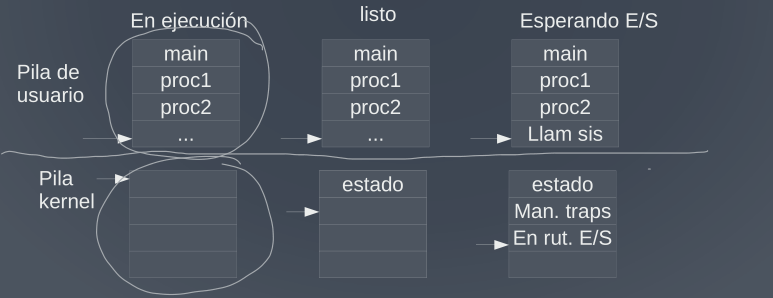 En ejecución
listo
Esperando E/S
Pila de
usuario
main
proc1
proc2
...
main
proc1
proc2
...
main
proc1
proc2
Llam sis
Pila
kernel
estado
estado
Man. traps
En rut. E/S